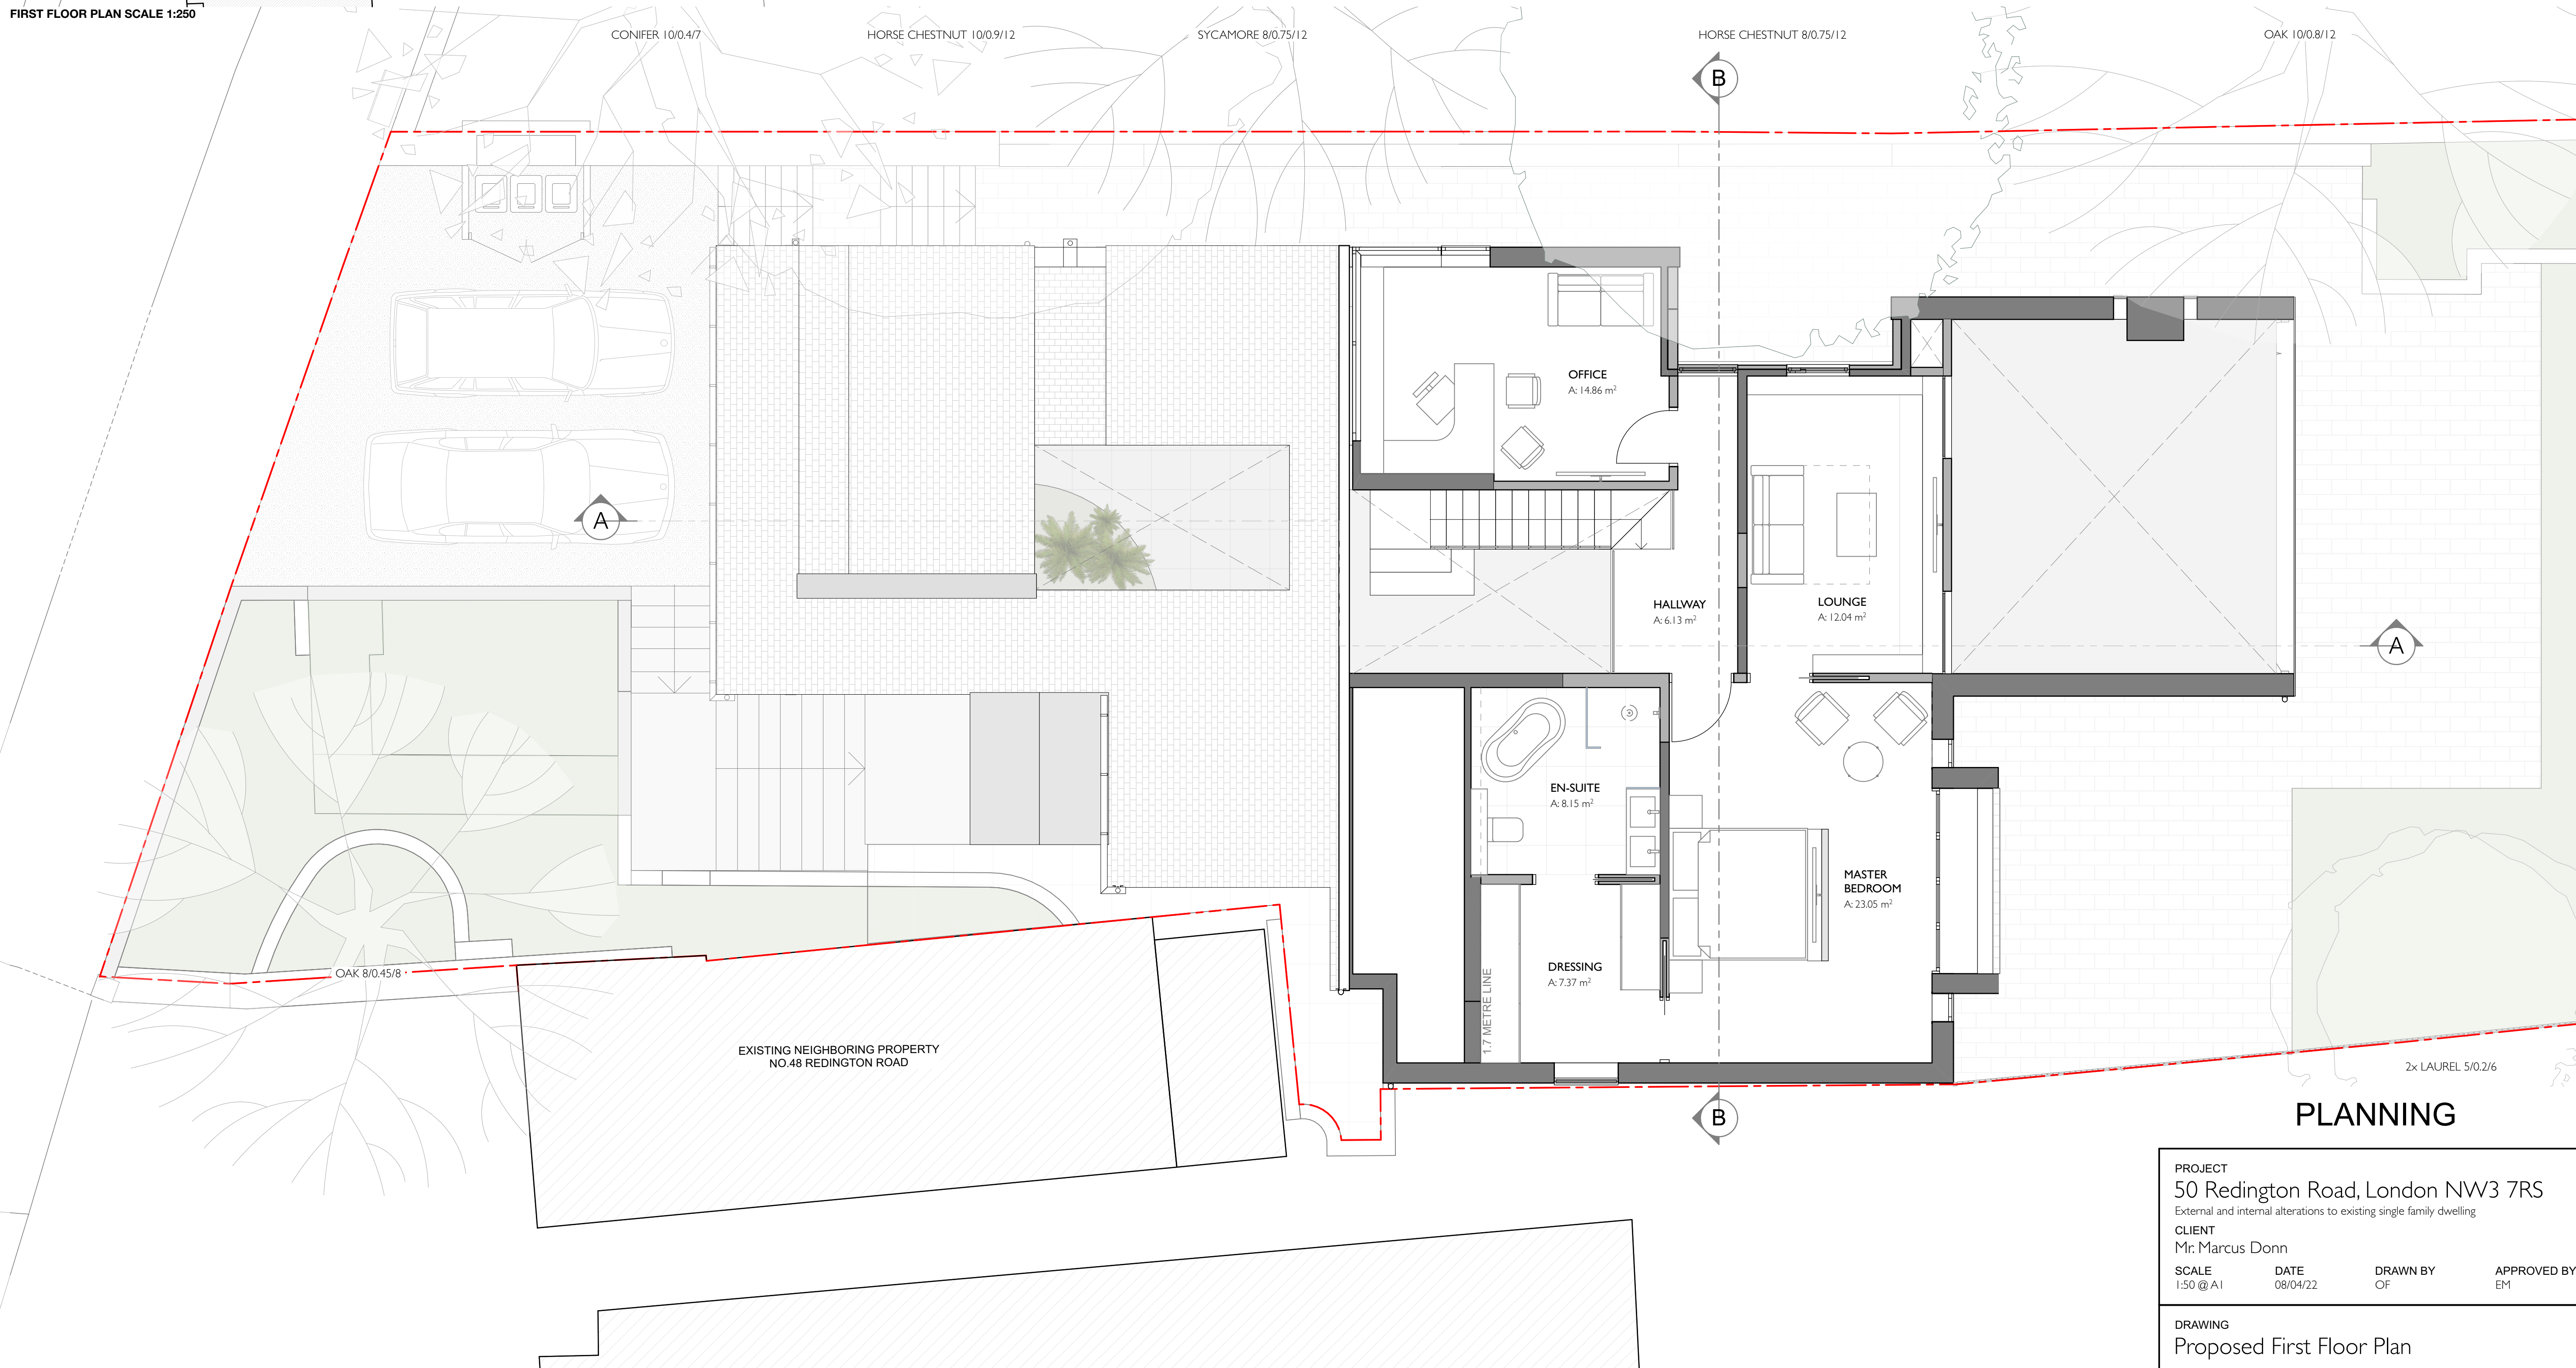 FIRST FLOOR PLAN SCALE 1:250
CONIFER 10/0.4/7
HORSE CHESTNUT 10/0.9/12
SYCAMORE 8/0.75/12
HORSE CHESTNUT 8/0.75/12
OAK 10/0.8/12
B
OFFICE
A: 14.86 m²
A
HALLWAY
A: 6.13 m²
LOUNGE
A: 12.04 m²
A
EN-SUITE
A: 8.15 m²
MASTER
BEDROOM
A: 23.05 m²
DRESSING
A: 7.37 m²
1.7 METRE LINE
OAK 8/0.45/8
EXISTING NEIGHBORING PROPERTY
NO.48 REDINGTON ROAD
2x LAUREL 5/0.2/6
B
PLANNING
PROJECT
50 Redington Road, London NW3 7RS
External and internal alterations to existing single family dwelling
CLIENT
Mr. Marcus Donn
SCALE DATE DRAWN BY APPROVED BY
1:50 @ A1 08/04/22 OF EM
DRAWING
Proposed First Floor Plan